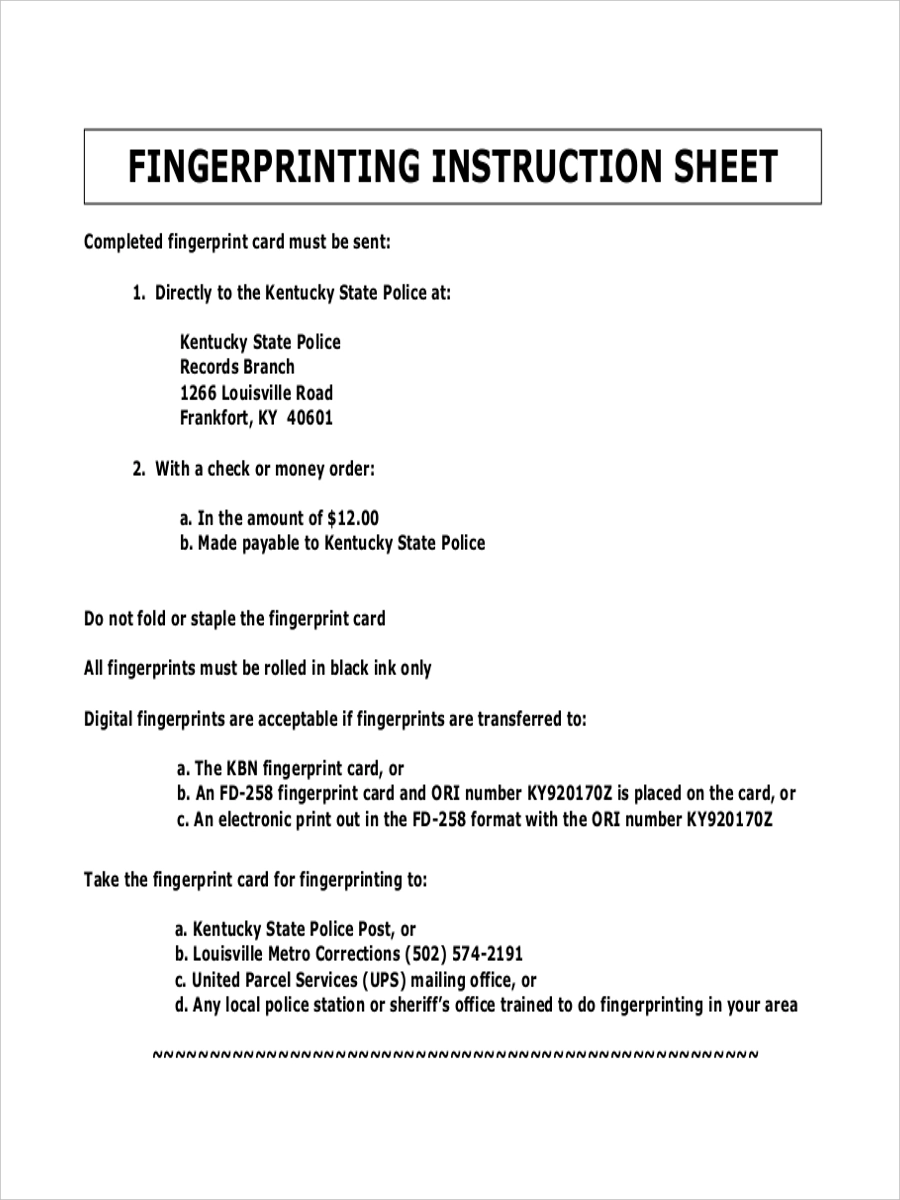 FINGERPRINTING INSTRUCTION SHEET
Completed fingerprint card must be sent:
1. Directly to the Kentucky State Police at:
Kentucky State Police
Records Branch
1266 Louisville Road
Frankfort, KY  40601
2. With a check or money order:
a. In the amount of $12.00
b. Made payable to Kentucky State Police
Do not fold or staple the fingerprint card
All fingerprints must be rolled in black ink only
Digital fingerprints are acceptable if fingerprints are transferred to:
a. The KBN fingerprint card, or
b. An FD-258 fingerprint card and ORI number KY920170Z is placed on the card, or
c. An electronic print out in the FD-258 format with the ORI number KY920170Z
Take the fingerprint card for fingerprinting to:
a. Kentucky State Police Post, or
b. Louisville Metro Corrections (502) 574-2191
c. United Parcel Services (UPS) mailing office, or
d. Any local police station or sheriff’s office trained to do fingerprinting in your area
~~~~~~~~~~~~~~~~~~~~~~~~~~~~~~~~~~~~~~~~~~~~~~~~~~~~~